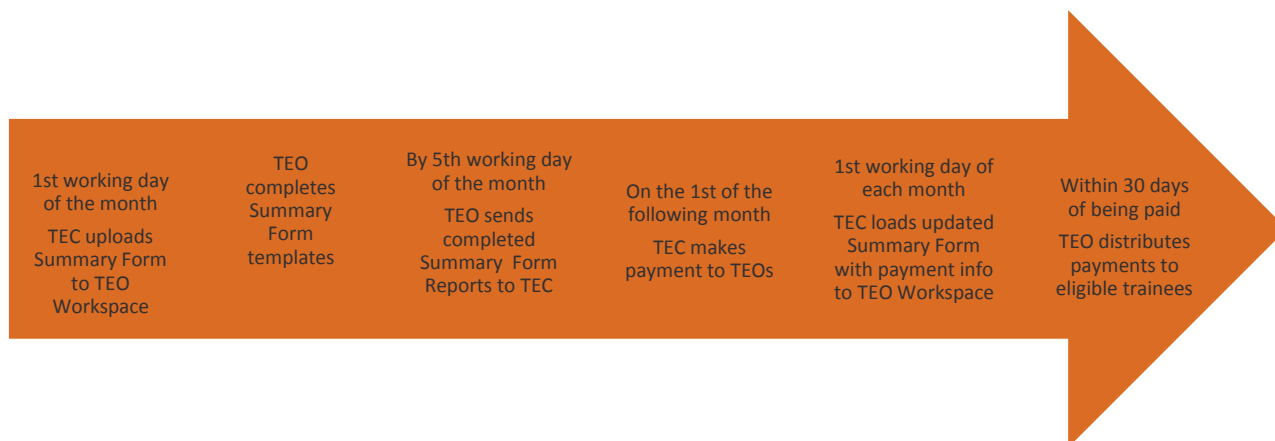 1st working day
of the month
TEC uploads
Summary Form
to TEO
Workspace
TEO
completes
Summary
Form
templates
By 5th working day
of the month
TEO sends
completed
Summary Form
Reports to TEC
On the 1st of the
following month
TEC makes
payment to TEOs
1st working day of
each month
TEC loads updated
Summary Form
with payment info
to TEO Workspace
Within 30 days
of being paid
TEO distributes
payments to
eligible trainees